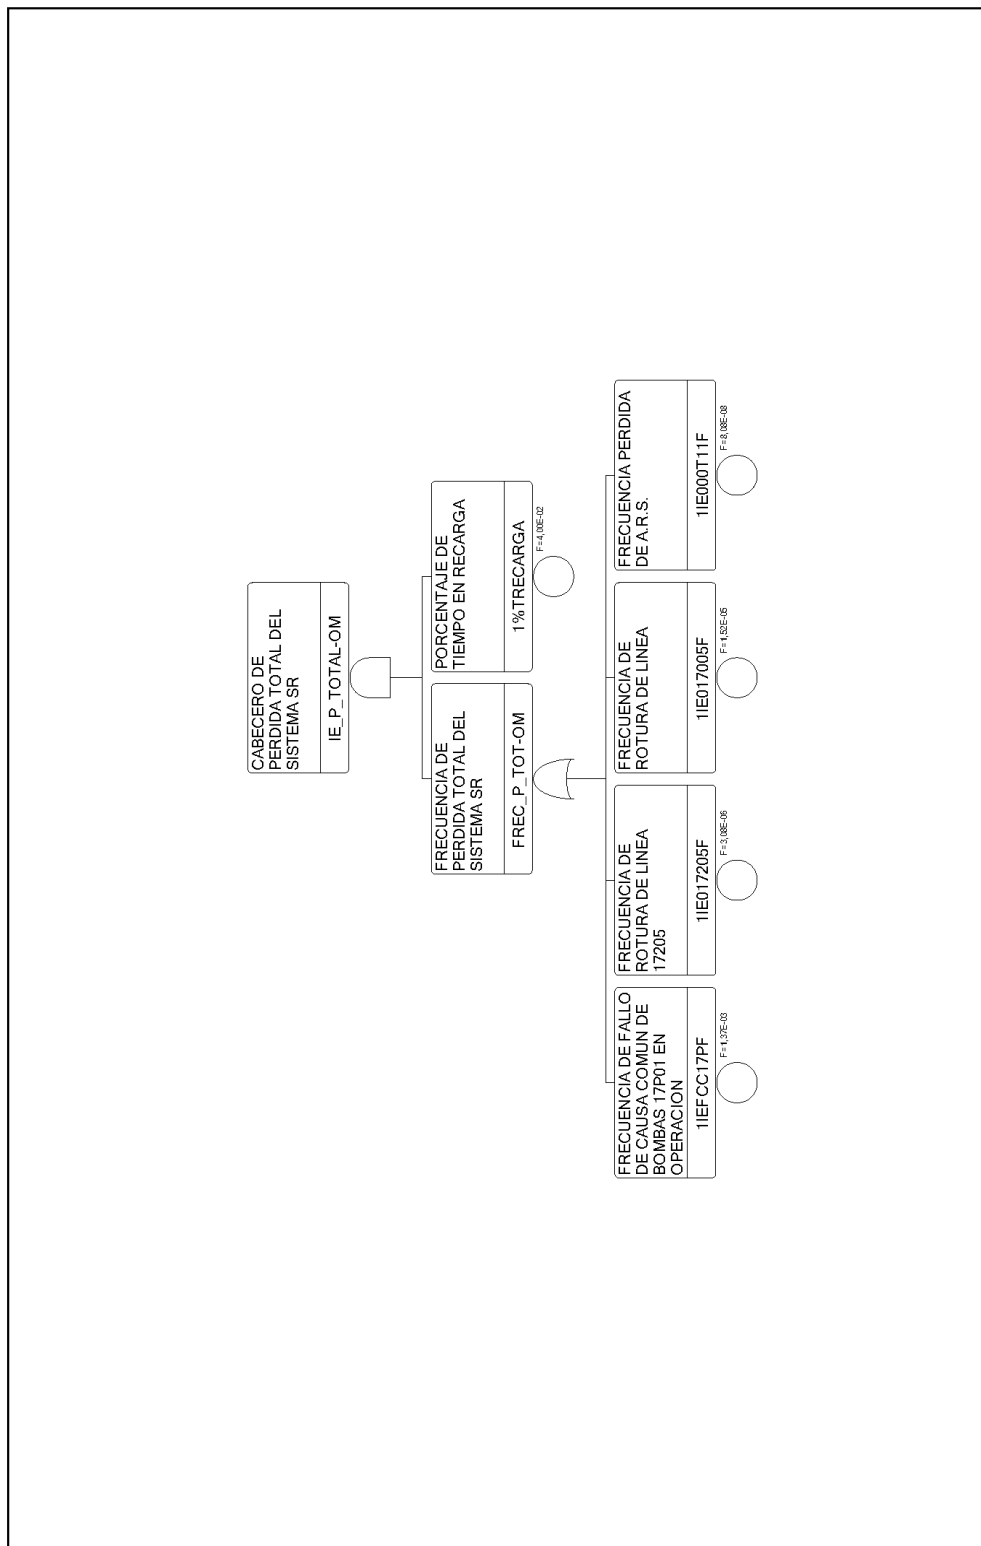 CABECERO DE
PERDIDA TOTAL DEL
SISTEMA SR
IE_P_TOTAL-OM
FRECUENCIA DE
PERDIDA TOTAL DEL
SISTEMA SR
FREC_P_TOT-OM
PORCENTAJE DE
TIEMPO EN RECARGA
1%TRECARGA
F=4,00E-02
FRECUENCIA DE FALLO
DE CAUSA COMUN DE
BOMBAS 17P01 EN
OPERACION
1IEFCC17PF
F=1,37E-03
FRECUENCIA DE
ROTURA DE LINEA
17205
1IE017205F
F=3,08E-06
FRECUENCIA DE
ROTURA DE LINEA
1IE017005F
F=1,52E-05
FRECUENCIA PERDIDA
DE A.R.S.
1IE000T11F
F=8,08E-08